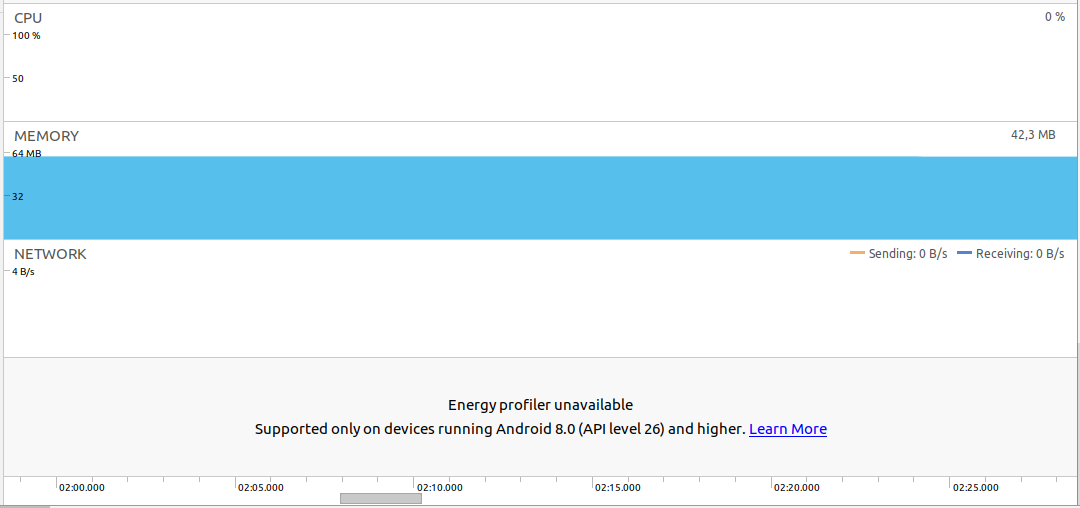 CPU
0 %
100 %
50
MEMORY
42,3 MB
64 MB
32
NETWORK
Sending: 0 B/s Receiving: 0 B/s
4 B/s
Energy profiler unavailable
Supported only on devices running Android 8.0 (API level 26) and higher. Learn More
02:00.000 02:05.000 02:10.000 02:15.000 02:20.000 02:25.000